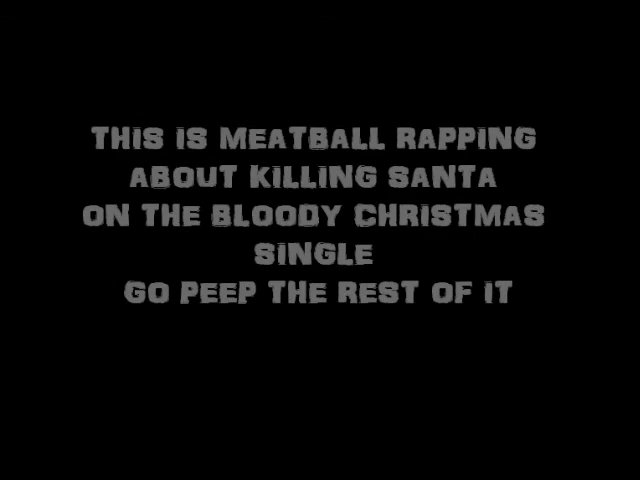 THIS IS MEATBALL RAPPING
ABOUT KILLING SANTA
ON THE BLOODY CHRISTMAS
SINGLE
GO PEEP THE REST OF IT